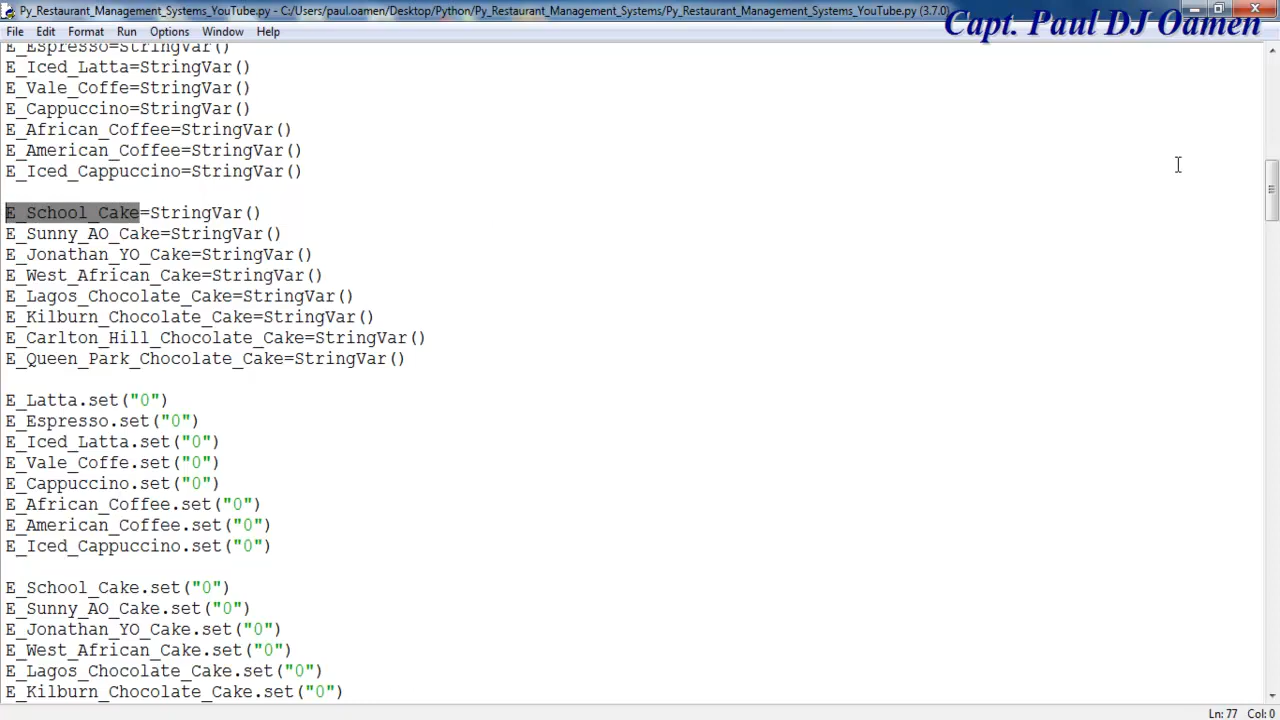 Py_Restaurant_Management_Systems_YouTube.py - C:/Users/paul.oamen/Desktop/Python/Py_Restaurant_Management_Systems/Py_Restaurant_Management_Systems_YouTube.py (3.7.0)
Capt. Paul DJ Oamen
File Edit Format Run Options Window Help
E_Espresso=StringVar()
E_Iced_Latta=StringVar()
E_Vale_Coffe=StringVar()
E_Cappuccino=StringVar()
E_African_Coffee=StringVar()
E_American_Coffee=StringVar()
E_Iced_Cappuccino=StringVar()
E_School_Cake=StringVar()
E_Sunny_AO_Cake=StringVar()
E_Jonathan_YO_Cake=StringVar()
E_West_African_Cake=StringVar()
E_Lagos_Chocolate_Cake=StringVar()
E_Kilburn_Chocolate_Cake=StringVar()
E_Carlton_Hill_Chocolate_Cake=StringVar()
E_Queen_Park_Chocolate_Cake=StringVar()
E_Latta.set("0")
E_Espresso.set("0")
E_Iced_Latta.set("0")
E_Vale_Coffe.set("0")
E_Cappuccino.set("0")
E_African_Coffee.set("0")
E_American_Coffee.set("0")
E_Iced_Cappuccino.set("0")
E_School_Cake.set("0")
E_Sunny_AO_Cake.set("0")
E_Jonathan_YO_Cake.set("0")
E_West_African_Cake.set("0")
E_Lagos_Chocolate_Cake.set("0")
E_Kilburn_Chocolate_Cake.set("0")
Ln: 77 Col: 0